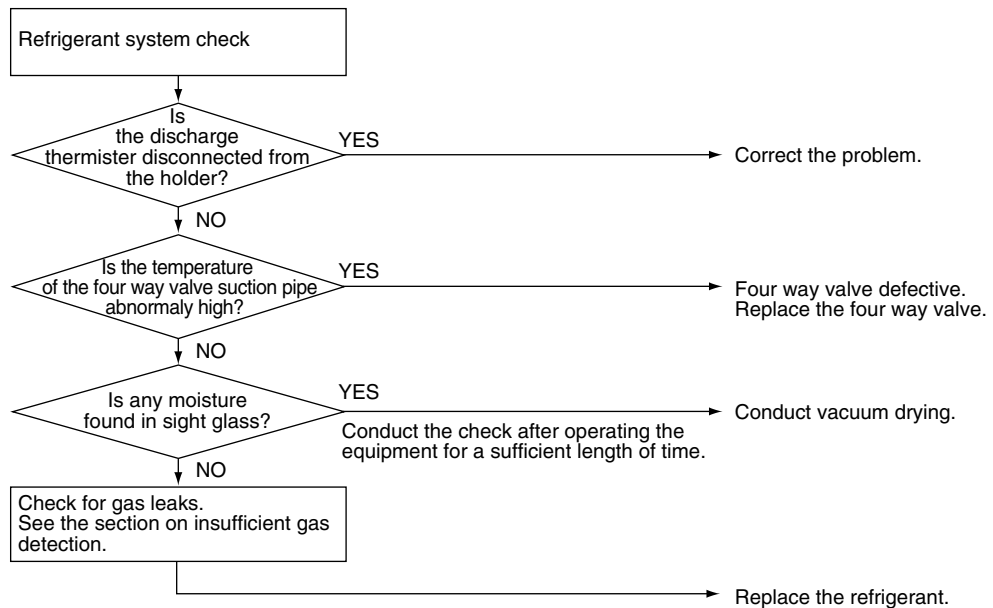 Refrigerant system check
Is
the discharge
thermister disconnected from
the holder?
YES
Correct the problem.
NO
Is the temperature
of the four way valve suction pipe
abnormaly high?
YES
Four way valve defective.
Replace the four way valve.
NO
Is any moisture
found in sight glass?
YES
Conduct vacuum drying.
Conduct the check after operating the
equipment for a sufficient length of time.
NO
Check for gas leaks.
See the section on insufficient gas
detection.
Replace the refrigerant.